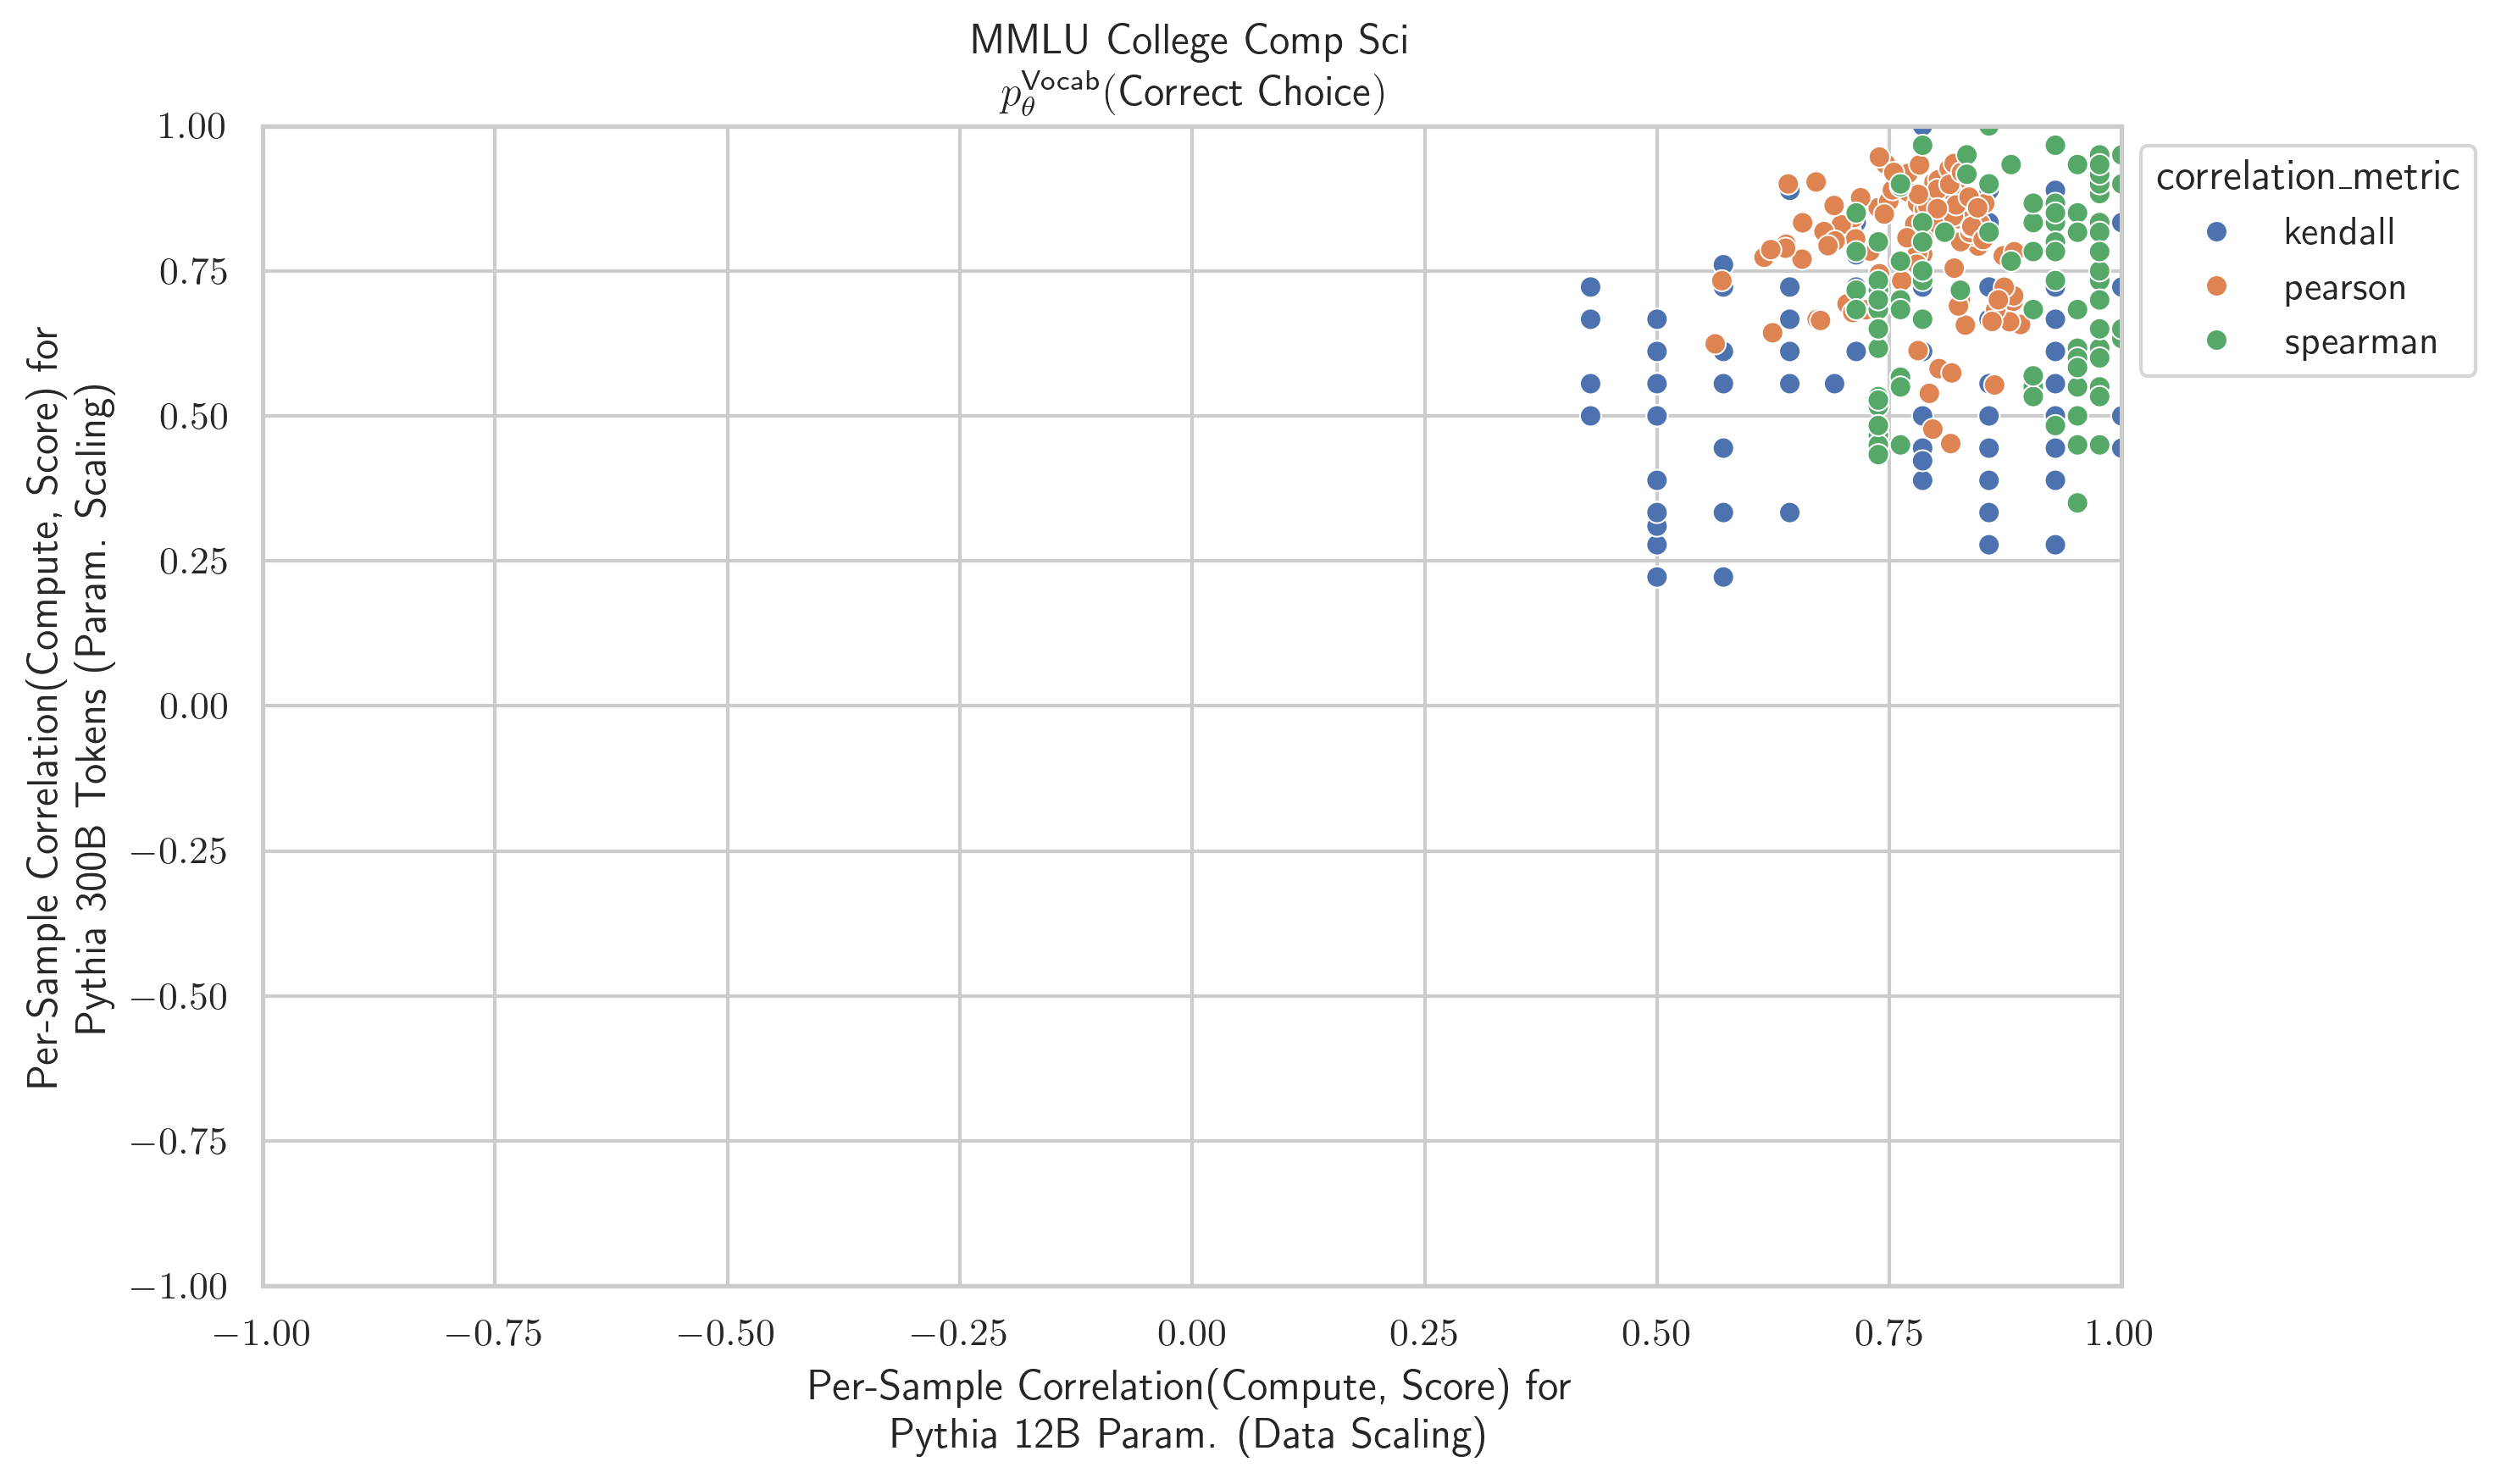 MMLU College Comp Sci
p_θ^Vocab(Correct Choice)
1.00
0.75
0.50
0.25
0.00
−0.25
−0.50
−0.75
−1.00
Per-Sample Correlation(Compute, Score) for
Pythia 300B Tokens (Param. Scaling)
correlation_metric
kendall
pearson
spearman
−1.00 −0.75 −0.50 −0.25 0.00 0.25 0.50 0.75 1.00
Per-Sample Correlation(Compute, Score) for
Pythia 12B Param. (Data Scaling)